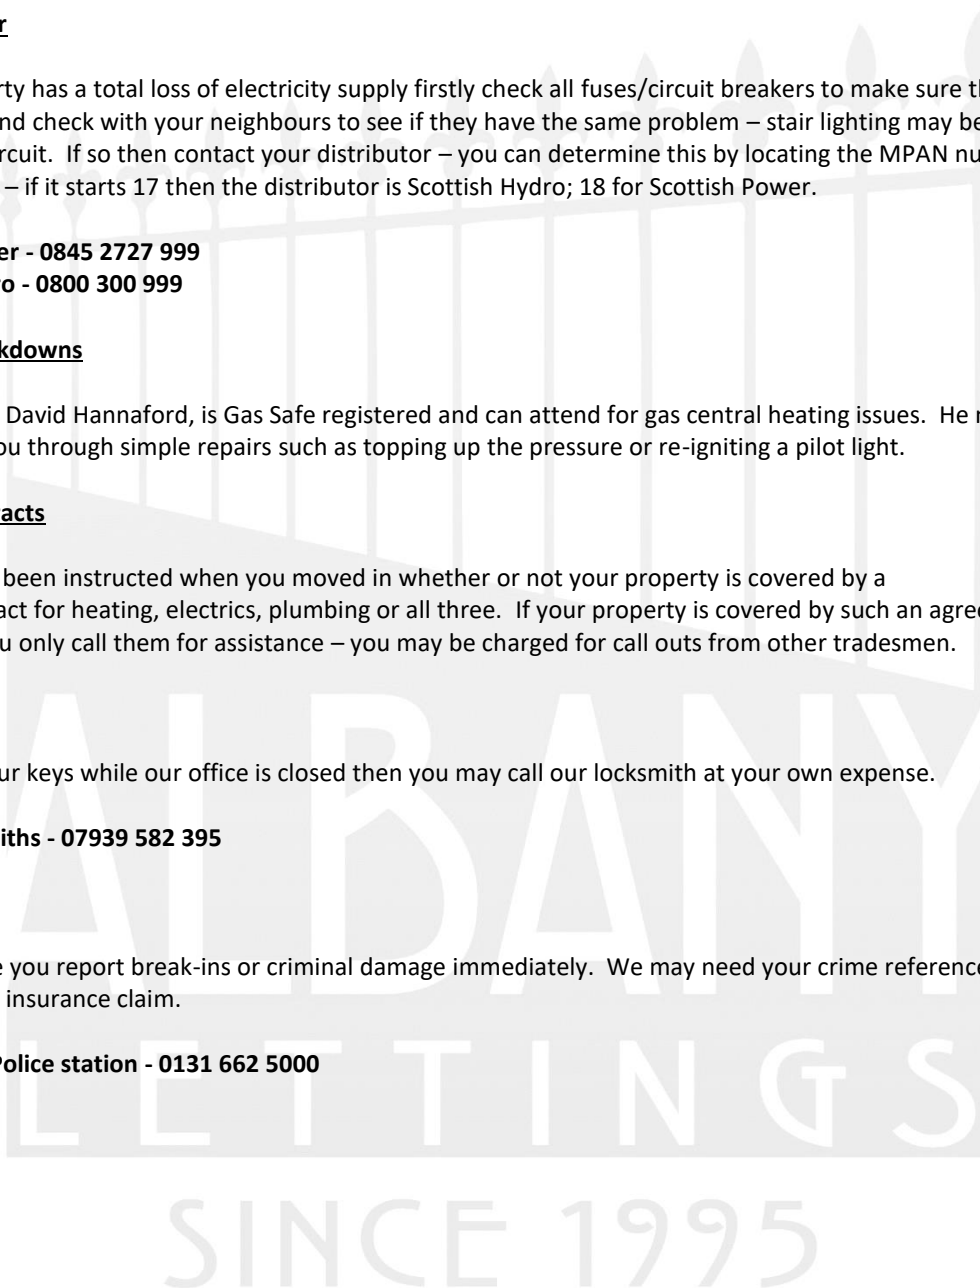 r
rty has a total loss of electricity supply firstly check all fuses/circuit breakers to make sure th
nd check with your neighbours to see if they have the same problem – stair lighting may be
rcuit.  If so then contact your distributor – you can determine this by locating the MPAN nu
– if it starts 17 then the distributor is Scottish Hydro; 18 for Scottish Power.
er - 0845 2727 999
o - 0800 300 999
kdowns
David Hannaford, is Gas Safe registered and can attend for gas central heating issues.  He m
ou through simple repairs such as topping up the pressure or re-igniting a pilot light.
acts
been instructed when you moved in whether or not your property is covered by a
act for heating, electrics, plumbing or all three.  If your property is covered by such an agree
u only call them for assistance – you may be charged for call outs from other tradesmen.
ur keys while our office is closed then you may call our locksmith at your own expense.
iths - 07939 582 395
e you report break-ins or criminal damage immediately.  We may need your crime reference
insurance claim.
Police station - 0131 662 5000
ALBANY
LETTINGS
SINCE 1995